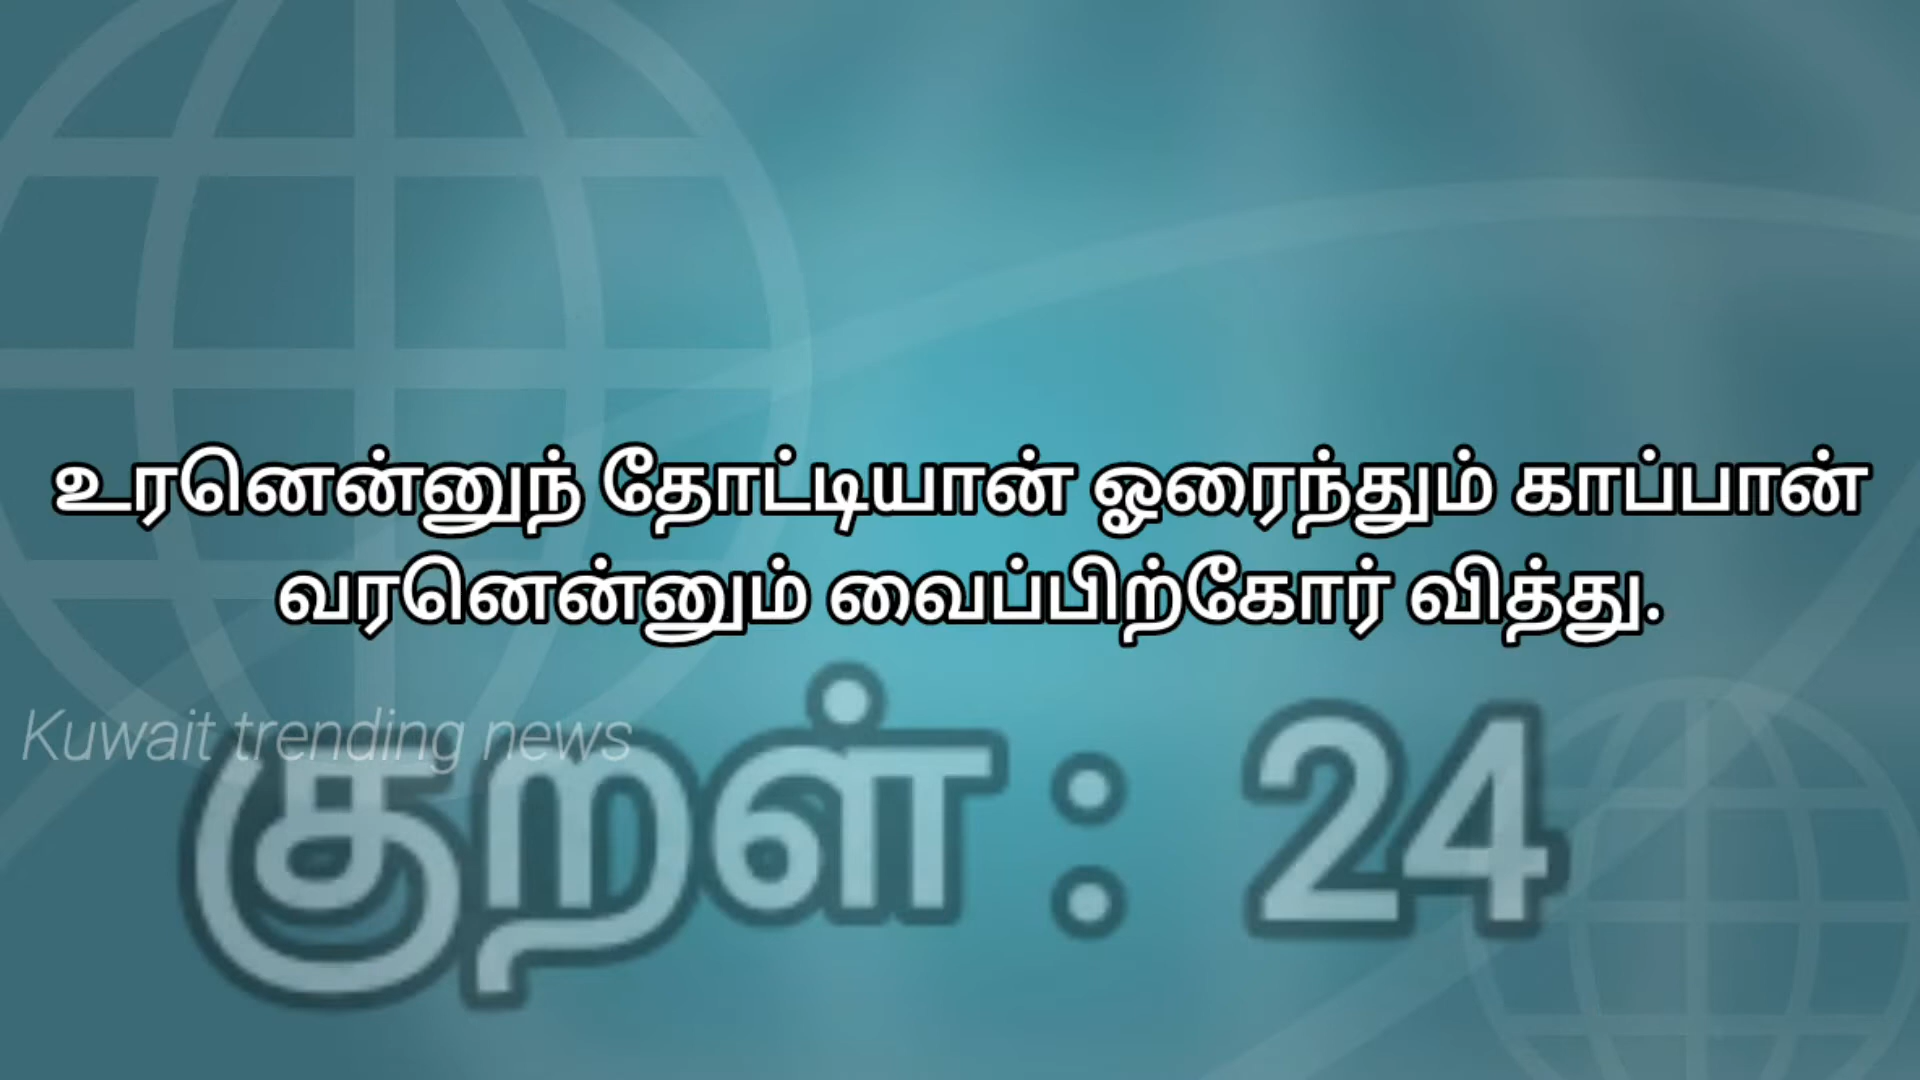 உரனென்னுந் தோட்டியான் ஓரைந்தும் காப்பான்
வரனென்னும் வைப்பிற்கோர் வித்து.
Kuwait trending news
குறள் : 24